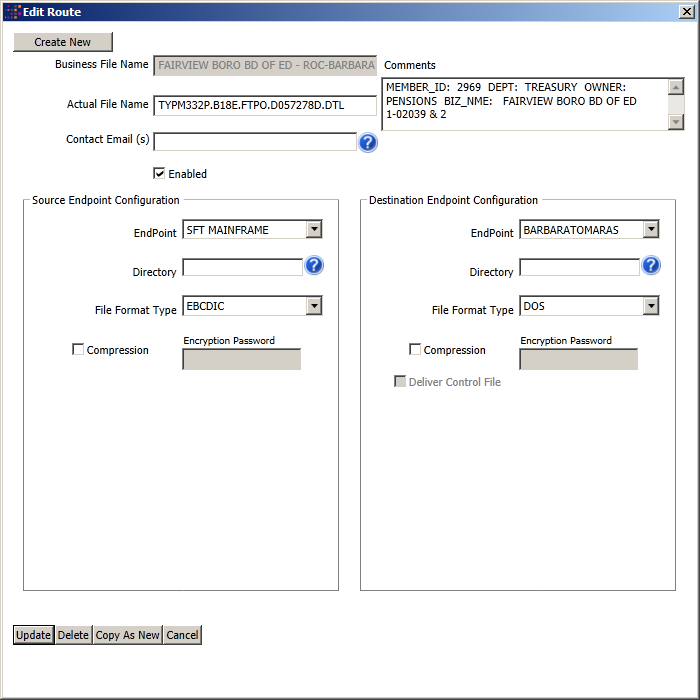 Edit Route
Create New
Business File Name
FAIRVIEW BORO BD OF ED - ROC-BARBARA
Comments
Actual File Name
TYPM332P.B18E.FTPO.D057278D.DTL
MEMBER_ID: 2969 DEPT: TREASURY OWNER:
PENSIONS BIZ_NME: FAIRVIEW BORO BD OF ED
1-02039 & 2
Contact Email (s)
?
Enabled
Source Endpoint Configuration
EndPoint
SFT MAINFRAME
Directory
?
File Format Type
EBCDIC
Compression
Encryption Password
Destination Endpoint Configuration
EndPoint
BARBARATOMARAS
Directory
?
File Format Type
DOS
Compression
Encryption Password
Deliver Control File
Update
Delete
Copy As New
Cancel